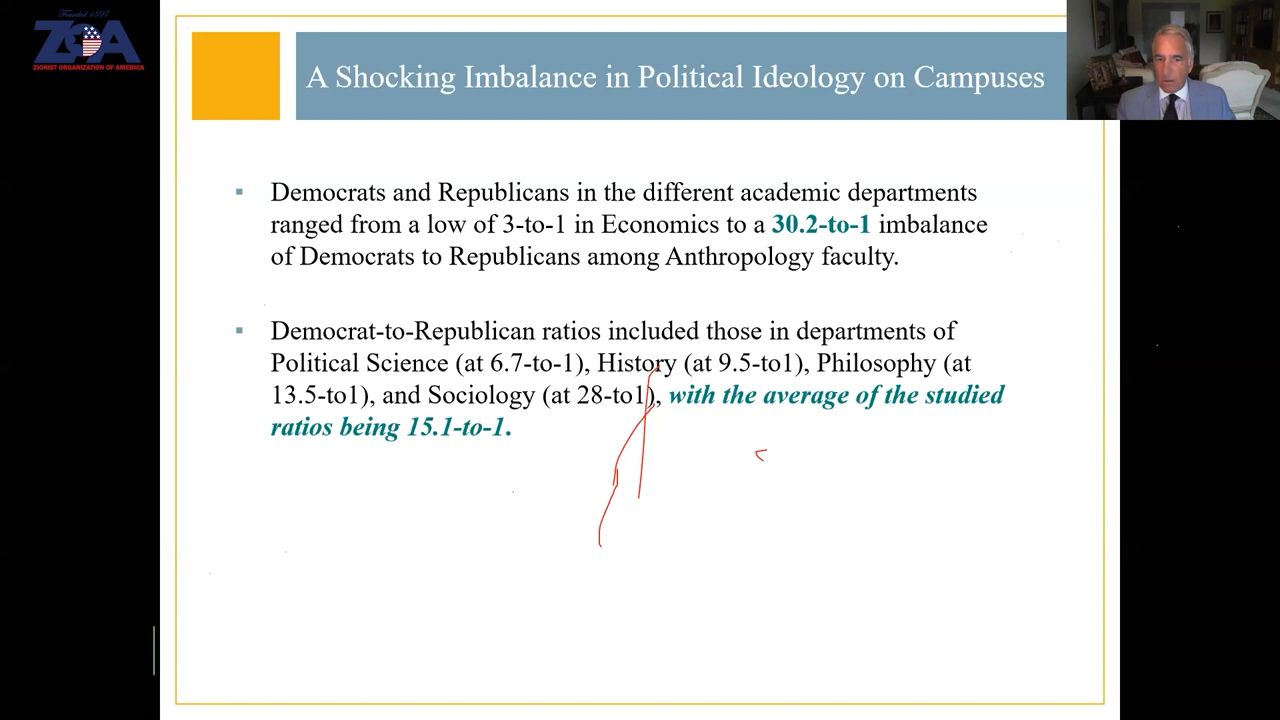 Founded 1897
ZOA
ZIONIST ORGANIZATION OF AMERICA
A Shocking Imbalance in Political Ideology on Campuses
Democrats and Republicans in the different academic departments
ranged from a low of 3-to-1 in Economics to a 30.2-to-1 imbalance
of Democrats to Republicans among Anthropology faculty.
Democrat-to-Republican ratios included those in departments of
Political Science (at 6.7-to-1), History (at 9.5-to1), Philosophy (at
13.5-to1), and Sociology (at 28-to1), with the average of the studied
ratios being 15.1-to-1.